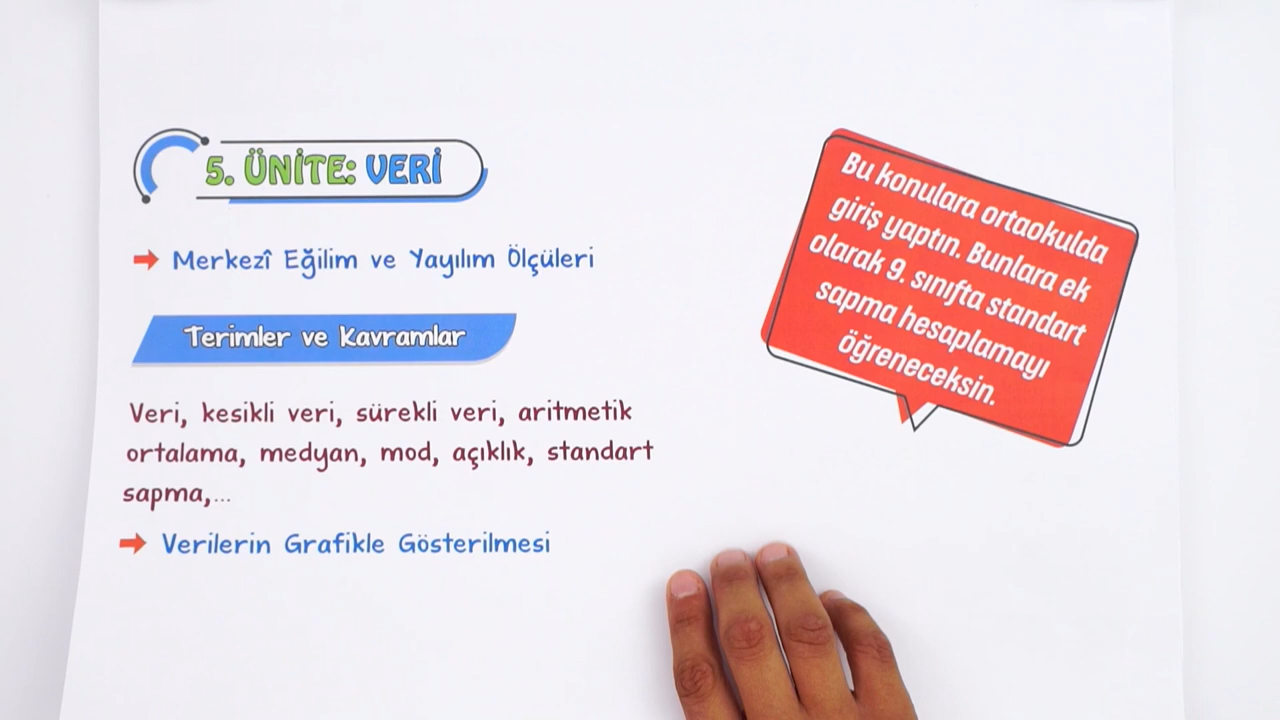 5. ÜNİTE: VERİ
Merkezî Eğilim ve Yayılım Ölçüleri
Terimler ve Kavramlar
Veri, kesikli veri, sürekli veri, aritmetik
ortalama, medyan, mod, açıklık, standart
sapma,...
Verilerin Grafikle Gösterilmesi
Bu konulara ortaokulda
giriş yaptın. Bunlara ek
olarak 9. sınıfta standart
sapma hesaplamayı
öğreneceksin.